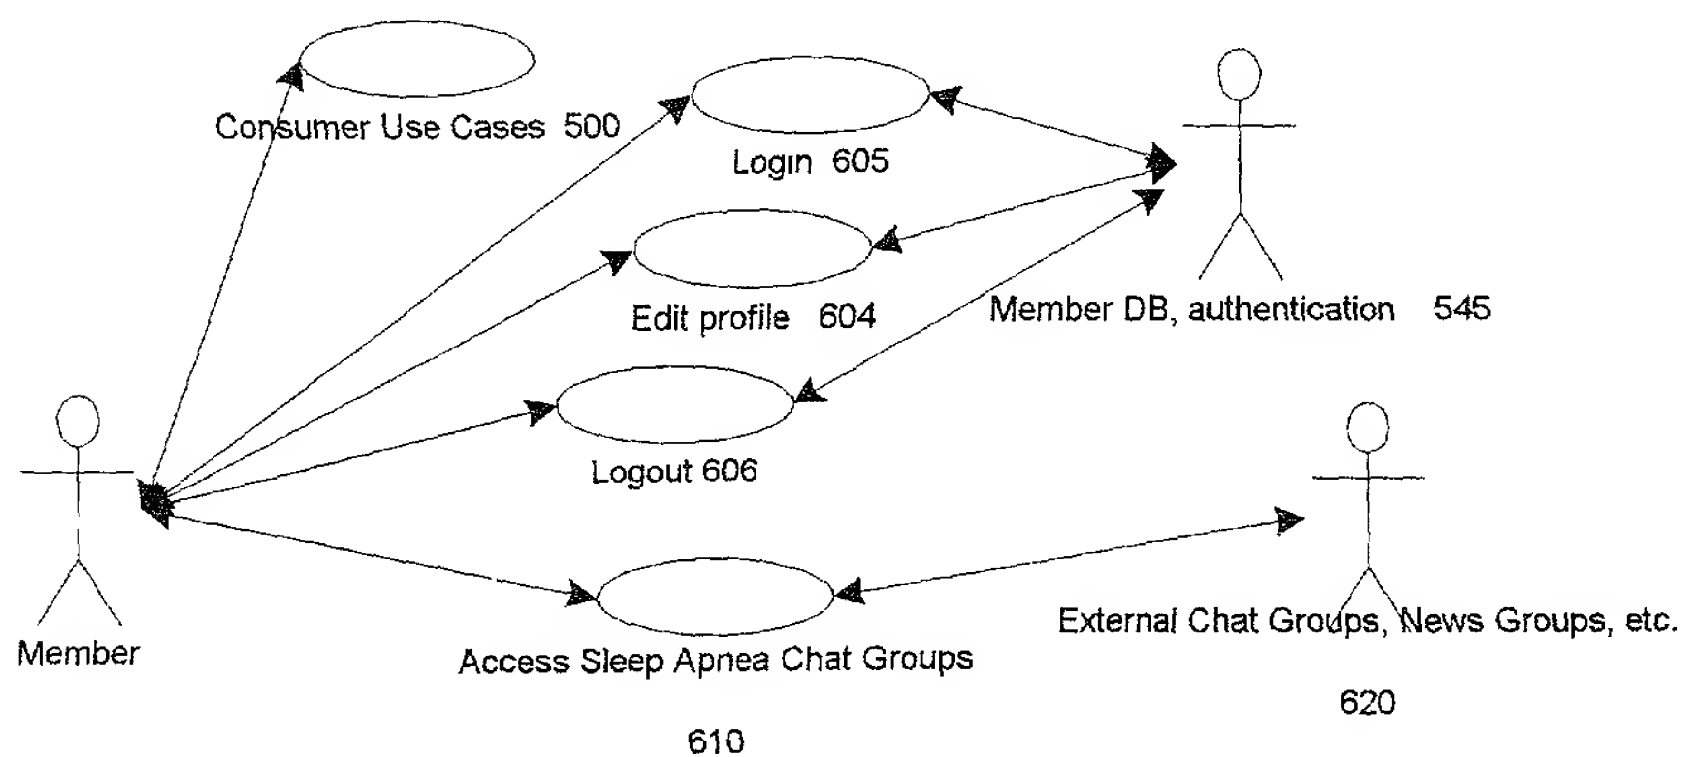 Consumer Use Cases 500
Login 605
Edit profile 604
Member DB, authentication 545
Logout 606
Member
Access Sleep Apnea Chat Groups
610
External Chat Groups, News Groups, etc.
620